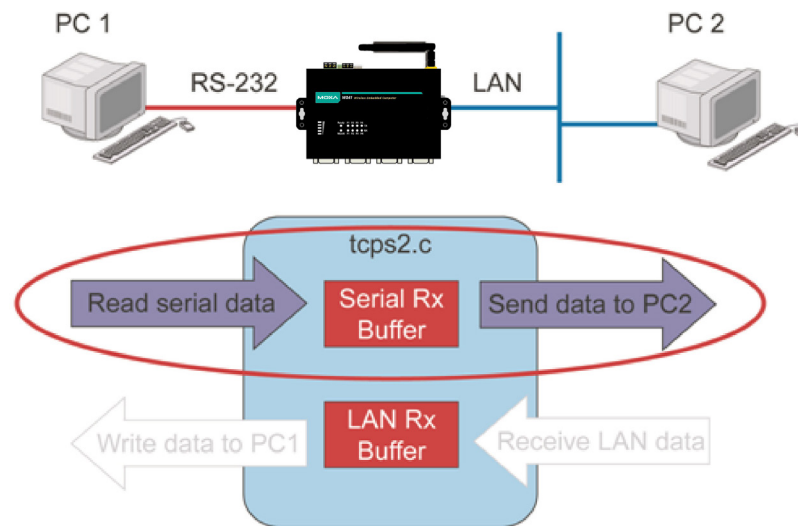 PC 1
PC 2
RS-232
LAN
MOXA
tcps2.c
Read serial data
Serial Rx
Buffer
Send data to PC2
Write data to PC1
LAN Rx
Buffer
Receive LAN data